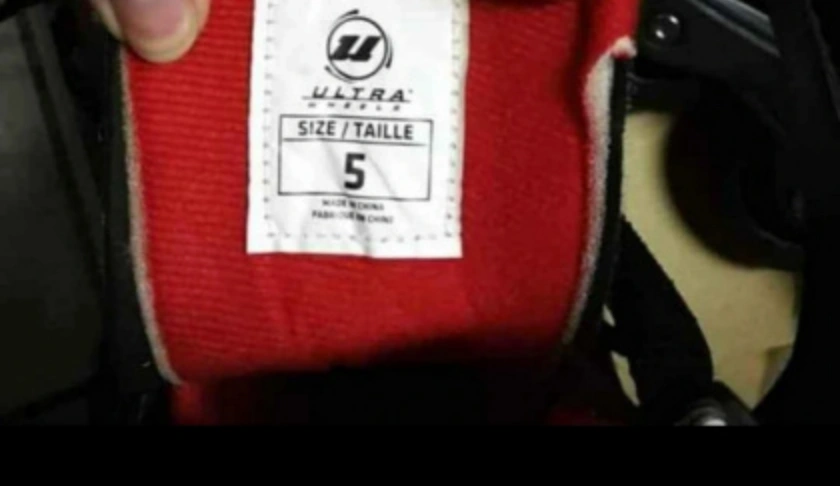 U
ULTRA
WHEELS
SIZE / TAILLE
5
MADE IN CHINA
FABRIQUÉ EN CHINE